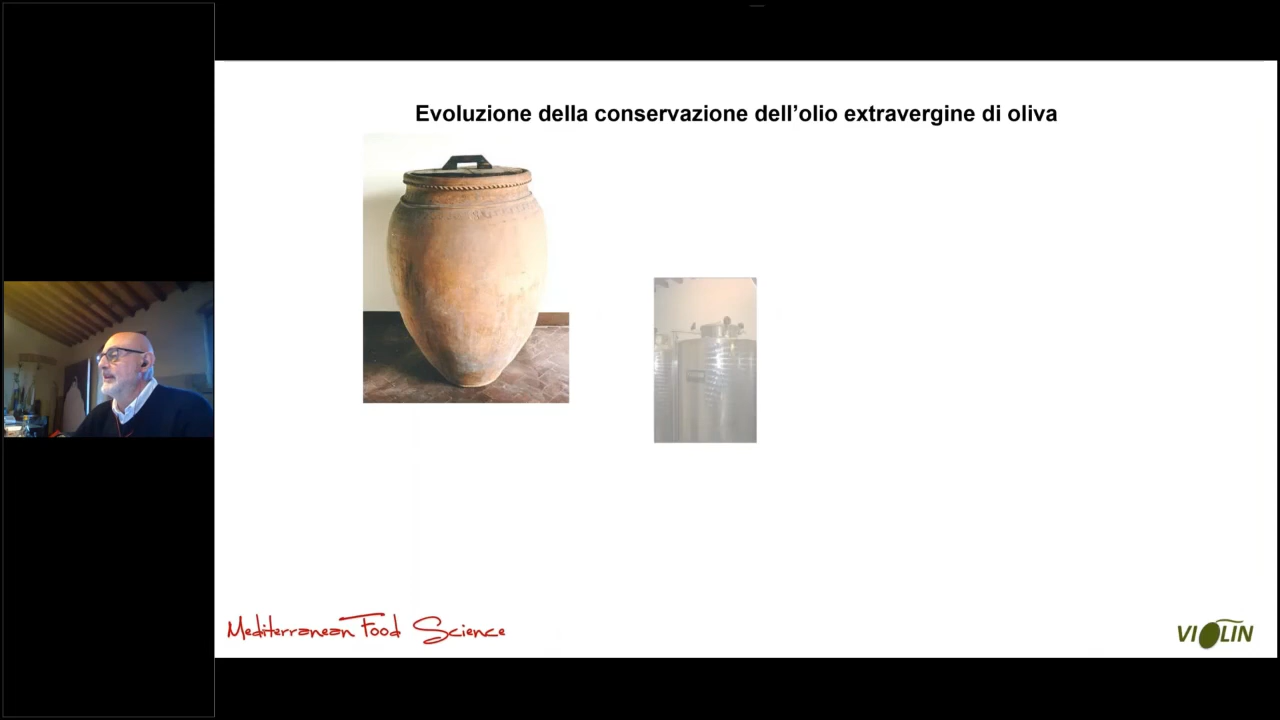 Evoluzione della conservazione dell’olio extravergine di oliva
Mediterranean Food Science
VIOLIN